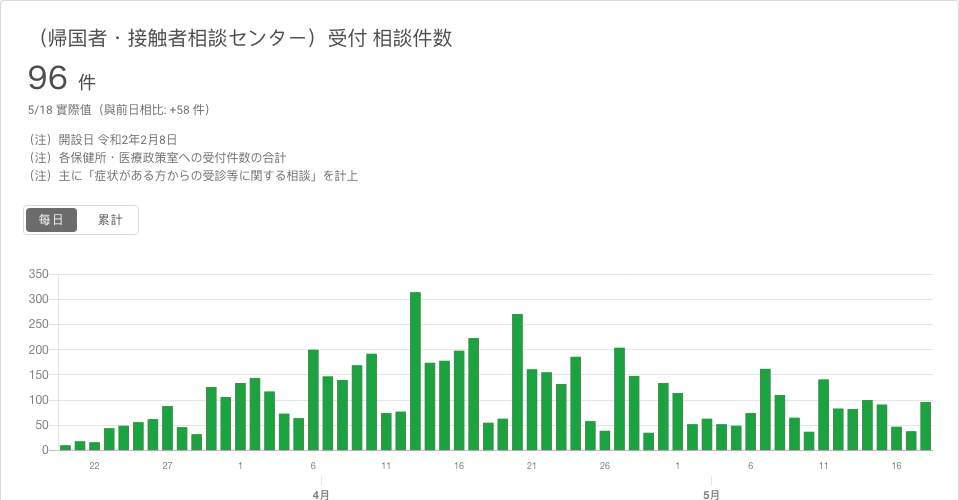 （帰国者・接触者相談センター）受付 相談件数
96 件
5/18 實際值（與前日相比: +58 件）
（注）開設日 令和2年2月8日
（注）各保健所・医療政策室への受付件数の合計
（注）主に「症状がある方からの受診等に関する相談」を計上
每日 累計
350
300
250
200
150
100
50
0
22 27 1 6 11 16 21 26 1 6 11 16
4月 5月